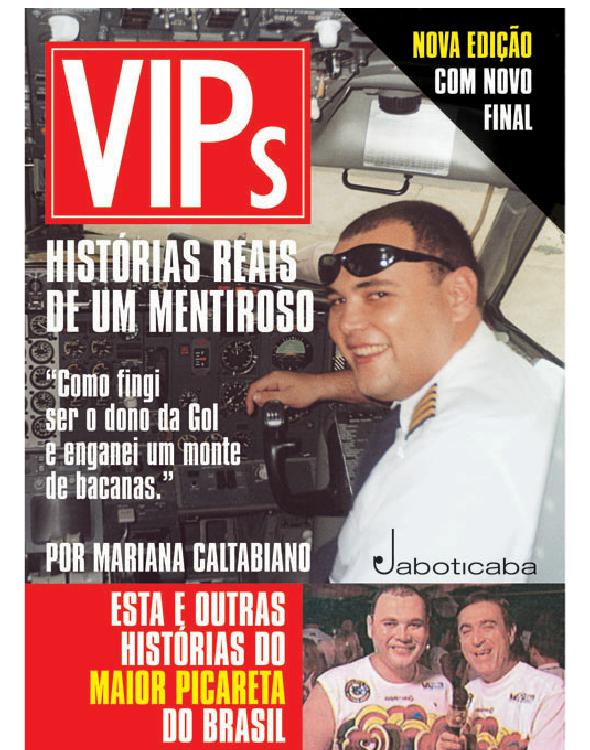 NOVA EDIÇÃO
COM NOVO
FINAL
VIPs
HISTÓRIAS REAIS
DE UM MENTIROSO
“Como fingi
ser o dono da Gol
e enganei um monte
de bacanas.”
POR MARIANA CALTABIANO
Jaboticaba
ESTA E OUTRAS
HISTÓRIAS DO
MAIOR PICARETA
DO BRASIL